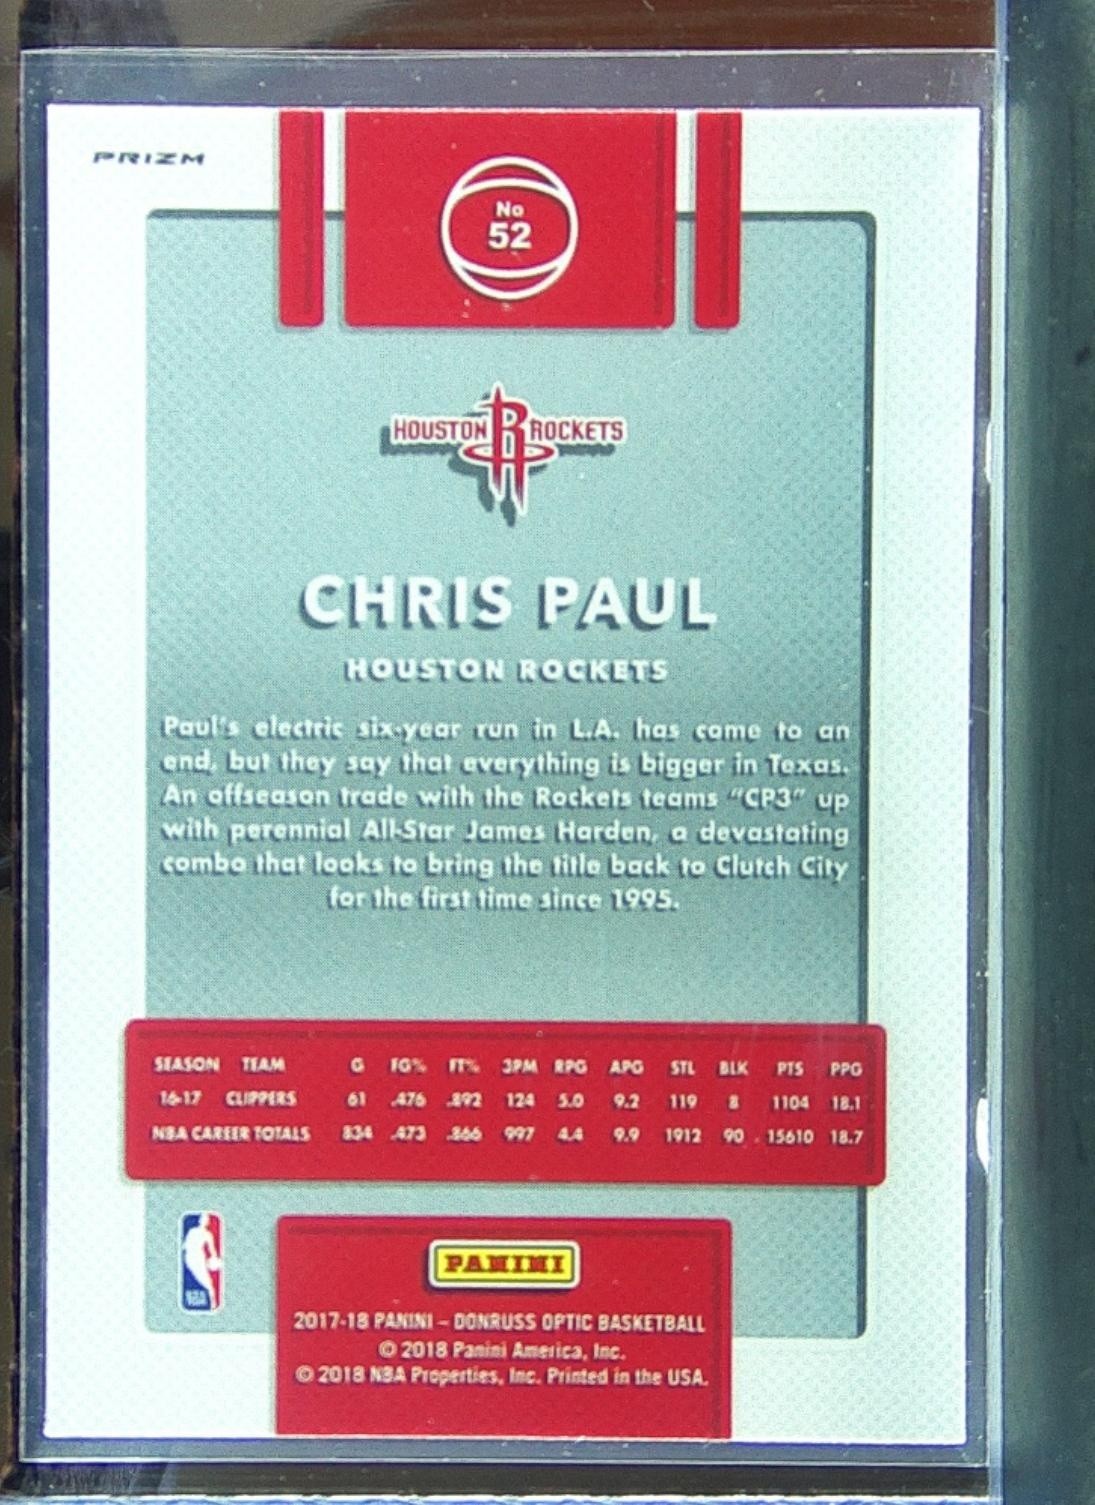 PRIZM
No
52
HOUSTON ROCKETS
CHRIS PAUL
HOUSTON ROCKETS
Paul's electric six-year run in L.A. has come to an
end, but they say that everything is bigger in Texas.
An offseason trade with the Rockets teams "CP3" up
with perennial All-Star James Harden, a devastating
combo that looks to bring the title back to Clutch City
for the first time since 1995.
SEASON TEAM G FG% FT% 3PM RPG APG STL BLK PTS PPG
16-17 CLIPPERS 61 .476 .892 124 5.0 9.2 119 8 1104 18.1
NBA CAREER TOTALS 834 .473 .866 997 4.4 9.9 1912 90 15610 18.7
NBA
PANINI
2017-18 PANINI – DONRUSS OPTIC BASKETBALL
© 2018 Panini America, Inc.
© 2018 NBA Properties, Inc. Printed in the USA.